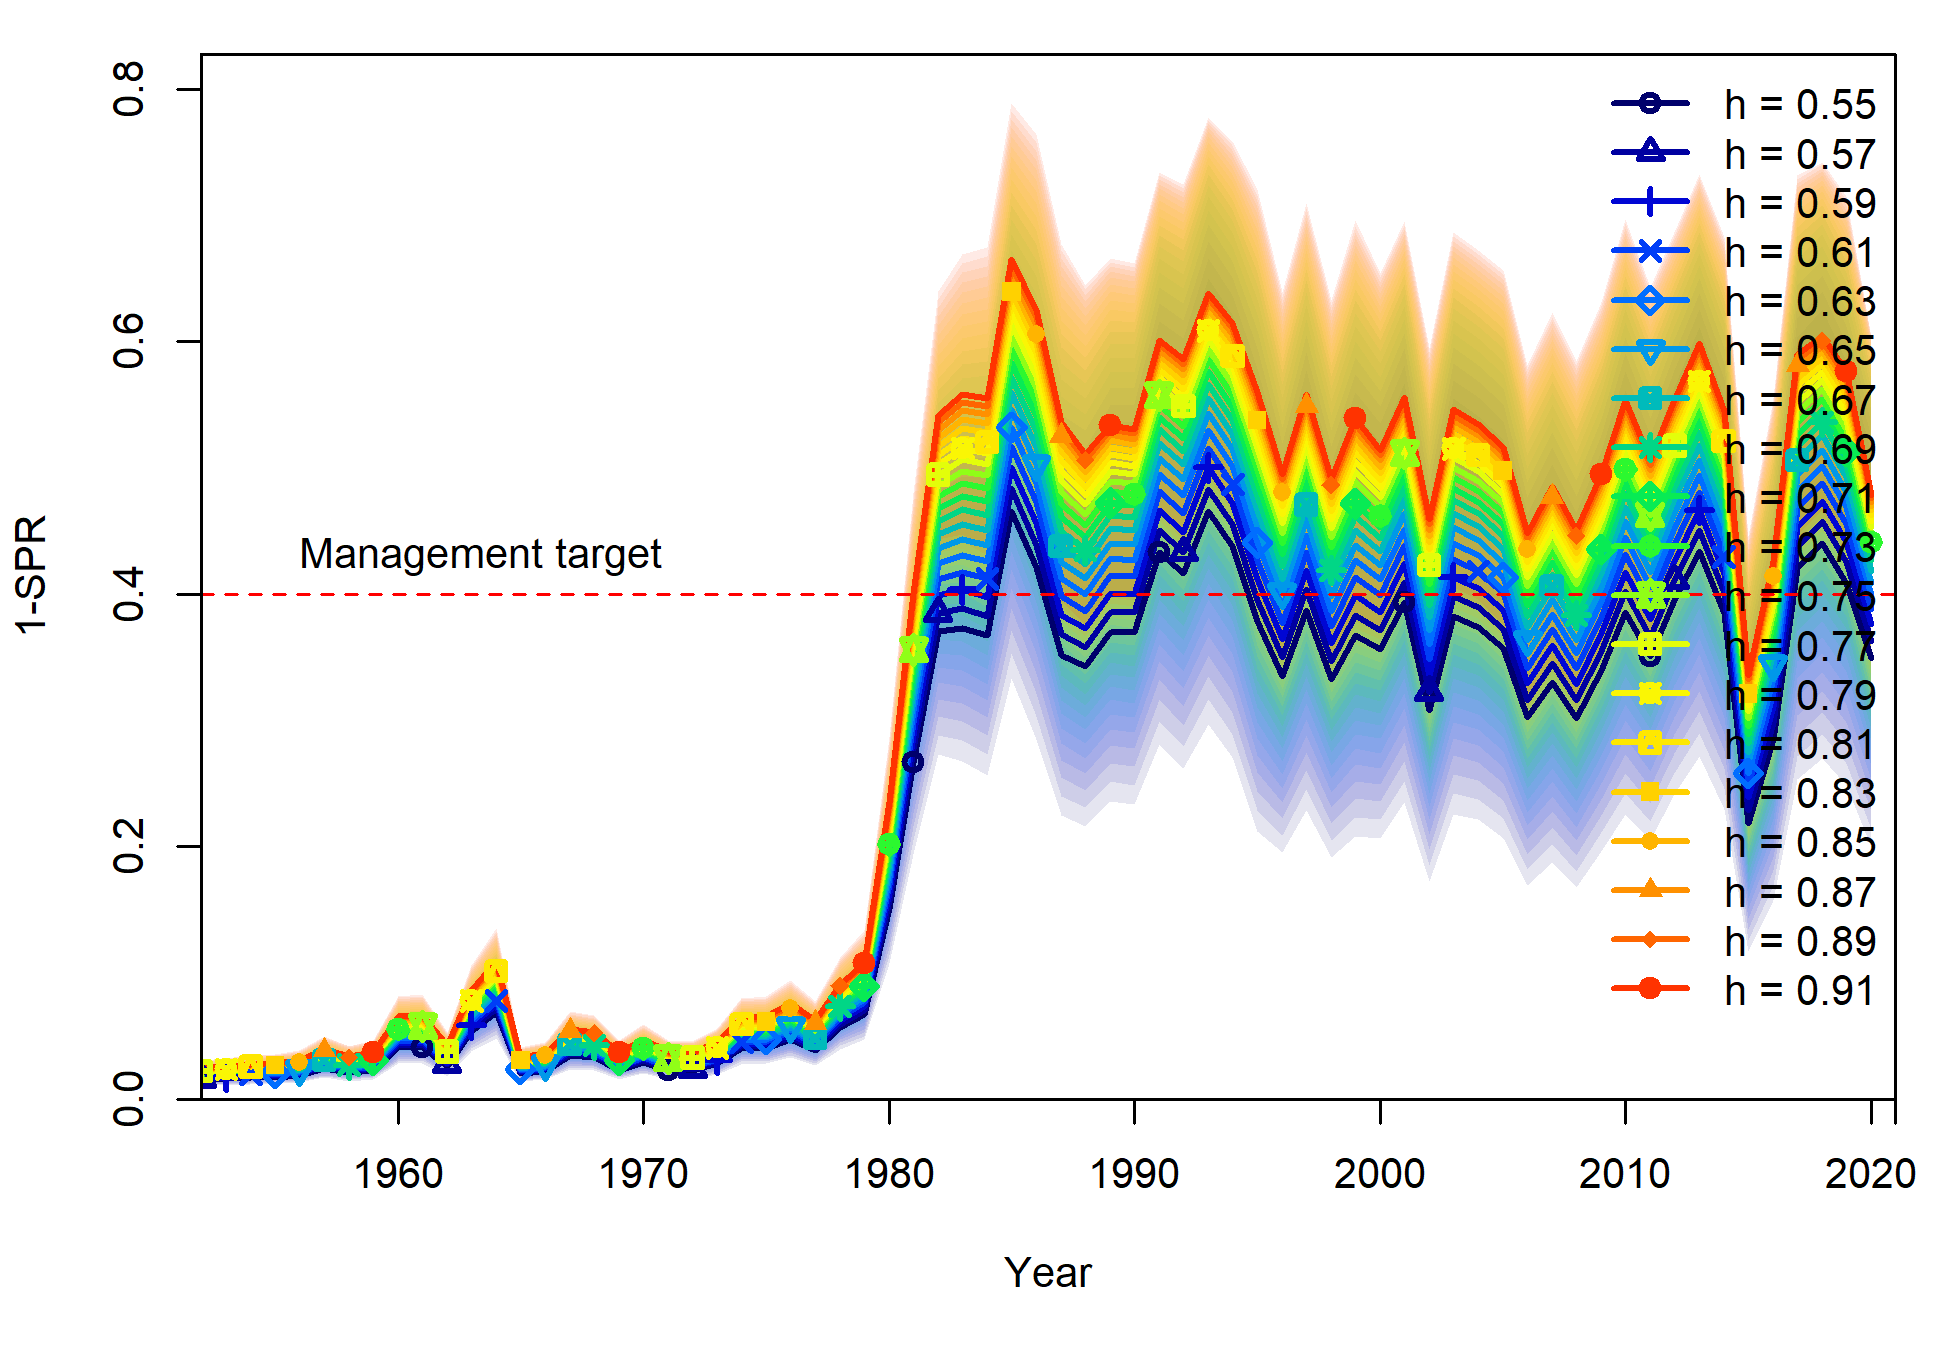 0.8
0.6
0.4
0.2
0.0
1-SPR
Management target
h = 0.55
h = 0.57
h = 0.59
h = 0.61
h = 0.63
h = 0.65
h = 0.67
h = 0.69
h = 0.71
h = 0.73
h = 0.75
h = 0.77
h = 0.79
h = 0.81
h = 0.83
h = 0.85
h = 0.87
h = 0.89
h = 0.91
1960 1970 1980 1990 2000 2010 2020
Year